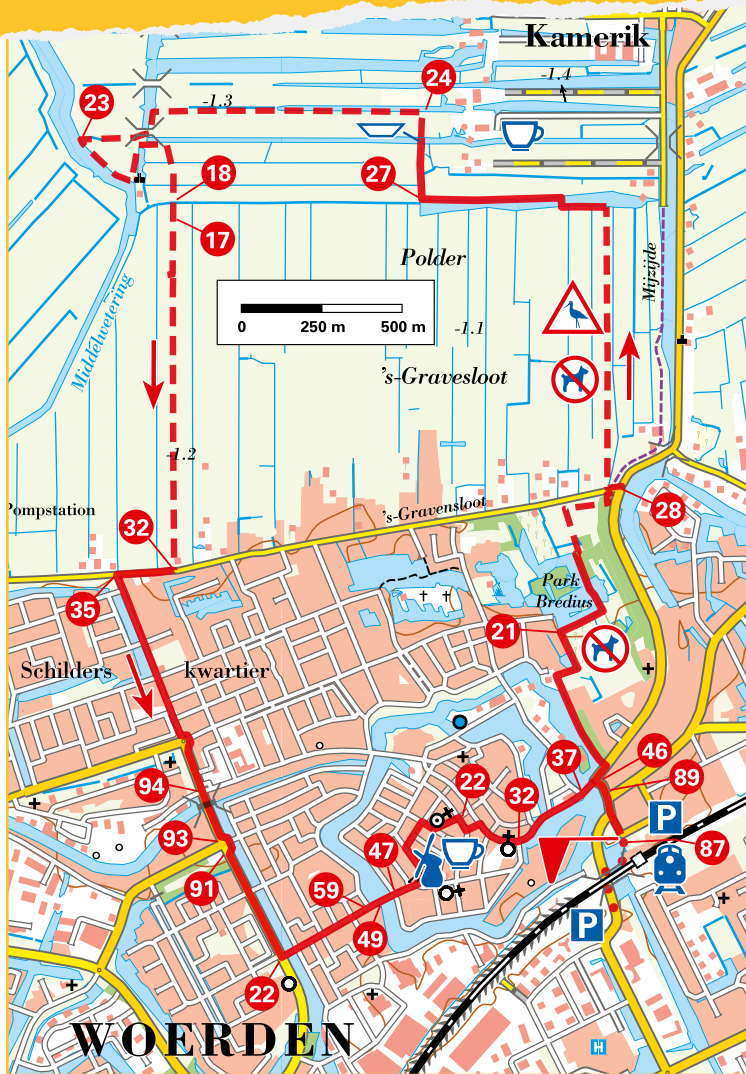 Kamerik
-1.4
24
23
-1.3
18
27
17
Polder
Mijzijde
Middelwetering
0
250 m
500 m
-1.1
's-Gravesloot
-1.2
Pompstation
's-Gravensloot
32
28
35
Park
Bredius
21
Schilders
kwartier
37
46
94
22
32
89
P
93
47
87
91
59
49
P
22
WOERDEN
H